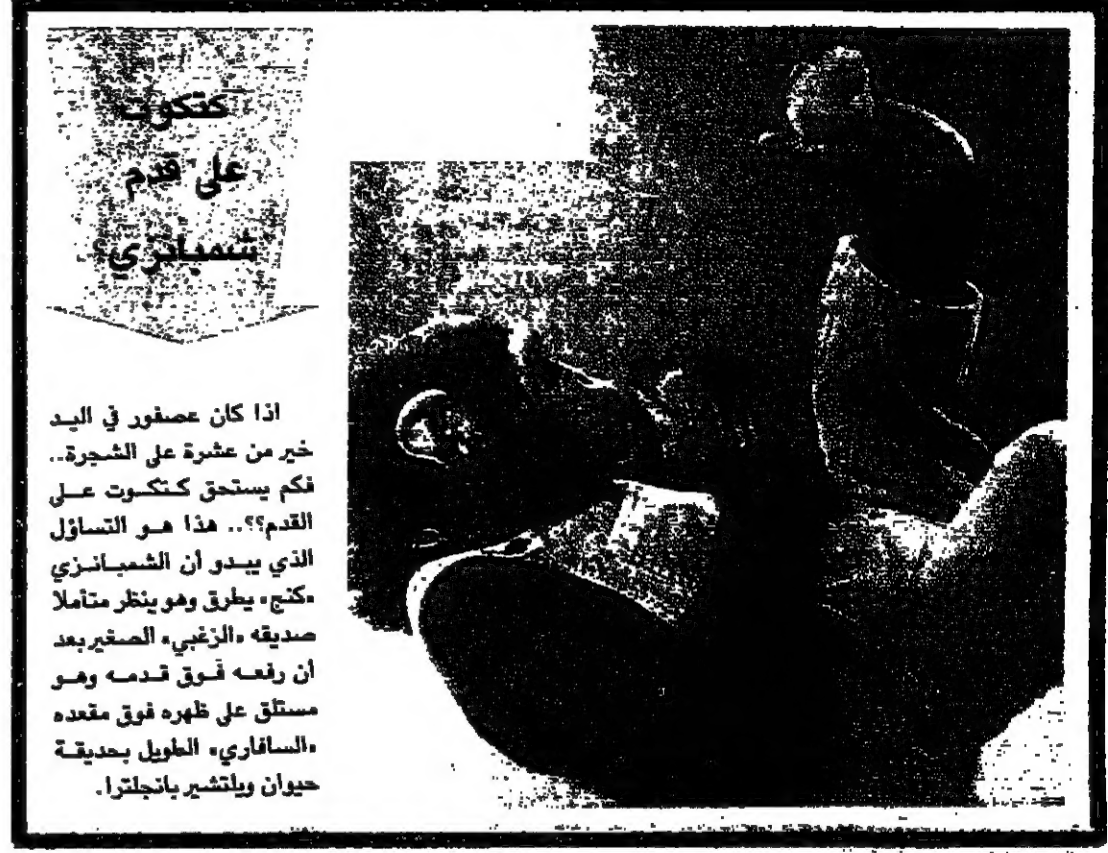 كتكوت
على قدم
شمبانزي
اذا كان عصفور في اليد
خير من عشرة على الشجرة..
فكم يستحق كتكوت على
القدم؟؟.. هذا هو التساؤل
الذي يبدو أن الشمبانزي
«كنج» يطرق وهو ينظر متأملا
صديقه «الزغبي» الصغير بعد
أن رفعه فوق قدمه وهو
مستلق على ظهره فوق مقعده
«السافاري» الطويل بحديقة
حيوان ويلتشير بانجلترا.